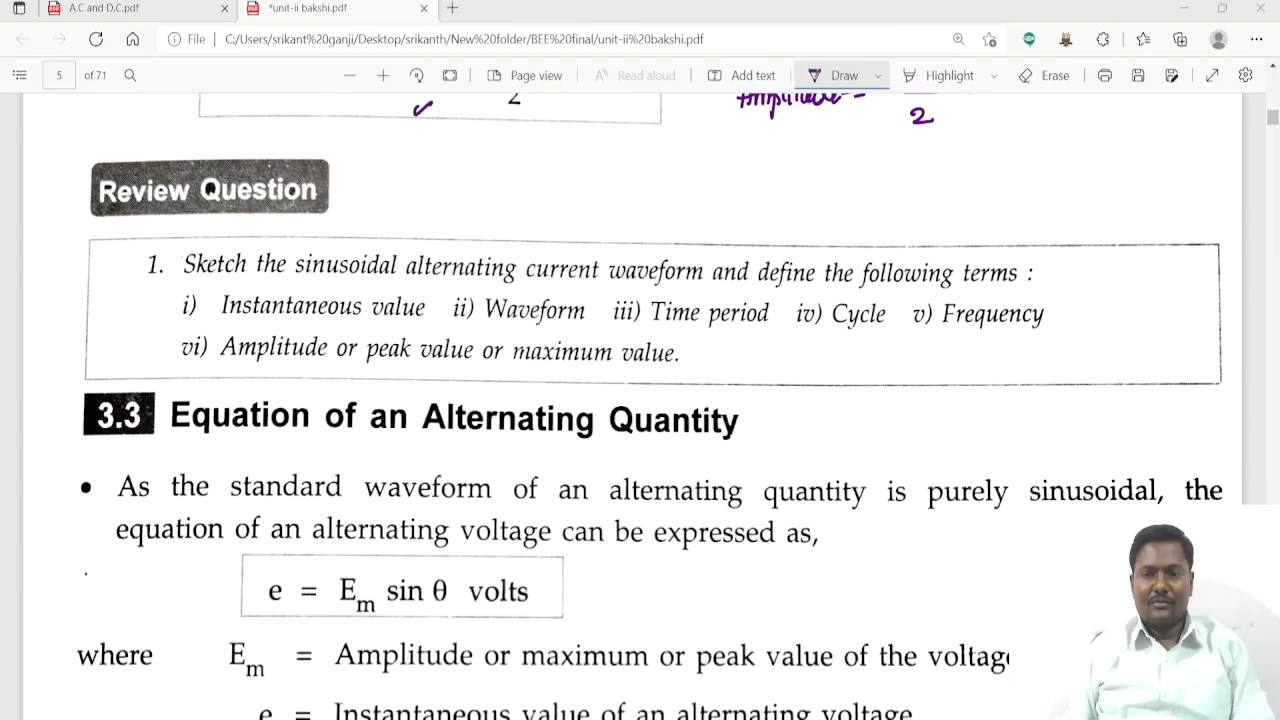 A.C and D.C.pdf
*unit-ii bakshi.pdf
File | C:/Users/srikant%20ganji/Desktop/srikanth/New%20folder/BEE%20final/unit-ii%20bakshi.pdf
5 of 71 Page view Read aloud Add text Draw Highlight Erase
2 Amplitude =
2
Review Question
1. Sketch the sinusoidal alternating current waveform and define the following terms :
i) Instantaneous value ii) Waveform iii) Time period iv) Cycle v) Frequency
vi) Amplitude or peak value or maximum value.
3.3 Equation of an Alternating Quantity
• As the standard waveform of an alternating quantity is purely sinusoidal, the
equation of an alternating voltage can be expressed as,
e = Em sin θ volts
where Em = Amplitude or maximum or peak value of the voltage
e = Instantaneous value of an alternating voltage